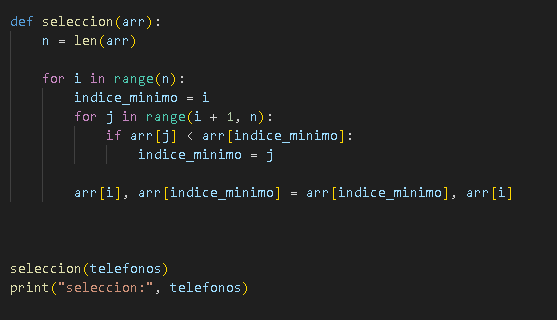 def seleccion(arr):
    n = len(arr)

    for i in range(n):
        indice_minimo = i
        for j in range(i + 1, n):
            if arr[j] < arr[indice_minimo]:
                indice_minimo = j

        arr[i], arr[indice_minimo] = arr[indice_minimo], arr[i]



seleccion(telefonos)
print("seleccion:", telefonos)